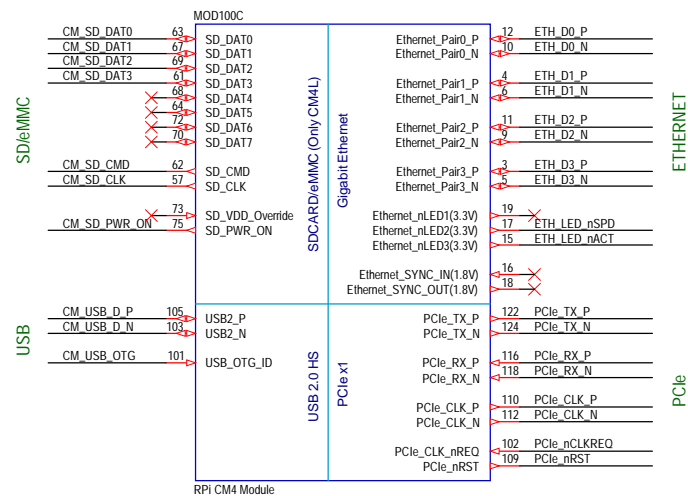 MOD100C
CM_SD_DAT0 63 SD_DAT0
CM_SD_DAT1 67 SD_DAT1
CM_SD_DAT2 69 SD_DAT2
CM_SD_DAT3 61 SD_DAT3
68 SD_DAT4
64 SD_DAT5
72 SD_DAT6
70 SD_DAT7
CM_SD_CMD 62 SD_CMD
CM_SD_CLK 57 SD_CLK
73 SD_VDD_Override
CM_SD_PWR_ON 75 SD_PWR_ON
SD/eMMC
SDCARD/eMMC (Only CM4L)
Gigabit Ethernet
Ethernet_Pair0_P 12 ETH_D0_P
Ethernet_Pair0_N 10 ETH_D0_N
Ethernet_Pair1_P 4 ETH_D1_P
Ethernet_Pair1_N 6 ETH_D1_N
Ethernet_Pair2_P 11 ETH_D2_P
Ethernet_Pair2_N 9 ETH_D2_N
Ethernet_Pair3_P 3 ETH_D3_P
Ethernet_Pair3_N 5 ETH_D3_N
Ethernet_nLED1(3.3V) 19
Ethernet_nLED2(3.3V) 17 ETH_LED_nSPD
Ethernet_nLED3(3.3V) 15 ETH_LED_nACT
Ethernet_SYNC_IN(1.8V) 16
Ethernet_SYNC_OUT(1.8V) 18
ETHERNET
CM_USB_D_P 105 USB2_P
CM_USB_D_N 103 USB2_N
CM_USB_OTG 101 USB_OTG_ID
USB
USB 2.0 HS
PCIe x1
PCIe_TX_P 122 PCIe_TX_P
PCIe_TX_N 124 PCIe_TX_N
PCIe_RX_P 116 PCIe_RX_P
PCIe_RX_N 118 PCIe_RX_N
PCIe_CLK_P 110 PCIe_CLK_P
PCIe_CLK_N 112 PCIe_CLK_N
PCIe_CLK_nREQ 102 PCIe_nCLKREQ
PCIe_nRST 109 PCIe_nRST
PCIe
RPi CM4 Module